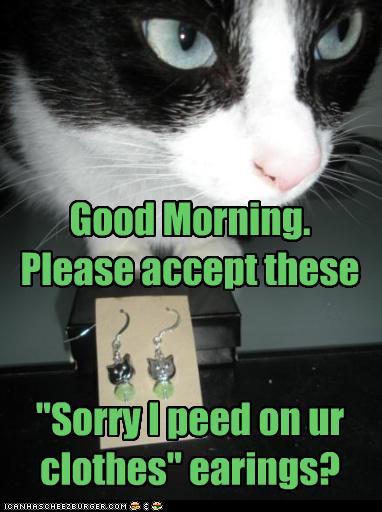 Good Morning.
Please accept these
"Sorry I peed on ur
clothes" earings?
ICANHASCHEEZBURGER.COM